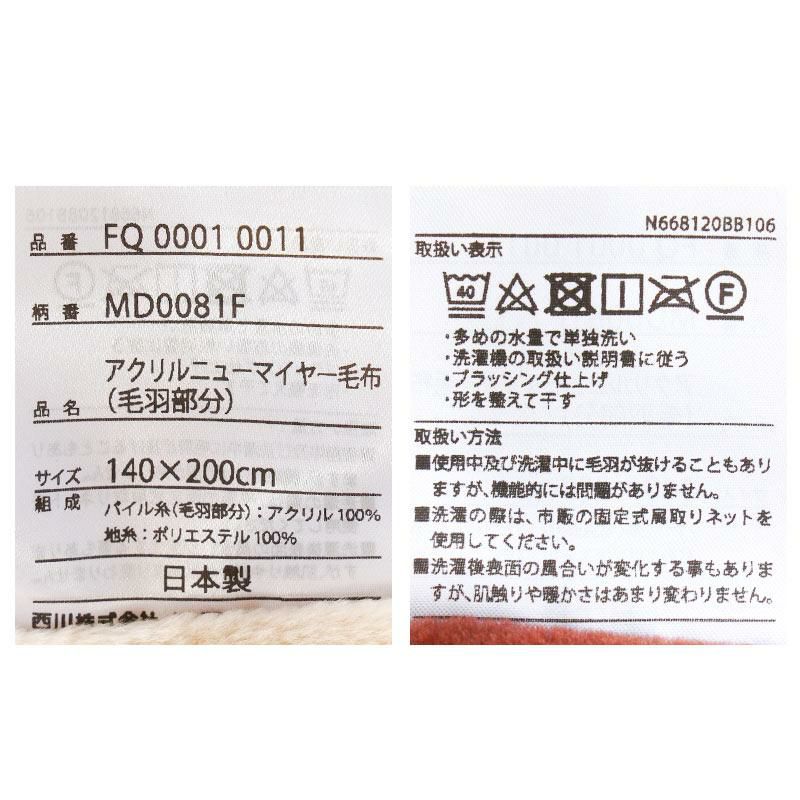 品番 FQ 0001 0011
柄番 MD0081F
アクリルニューマイヤー毛布
品名 (毛羽部分)
サイズ 140×200cm
組成 パイル糸(毛羽部分):アクリル100%
地糸:ポリエステル100%
日本製
西川株式会社
N668120BB106
取扱い表示
40 F
・多めの水量で単独洗い
・洗濯機の取扱い説明書に従う
・ブラッシング仕上げ
・形を整えて干す
取扱い方法
■使用中及び洗濯中に毛羽が抜けることもあり
ますが、機能的には問題がありません。
■洗濯の際は、市販の固定式屑取りネットを
使用してください。
■洗濯後表面の風合いが変化する事もありま
すが、肌触りや暖かさはあまり変わりません。